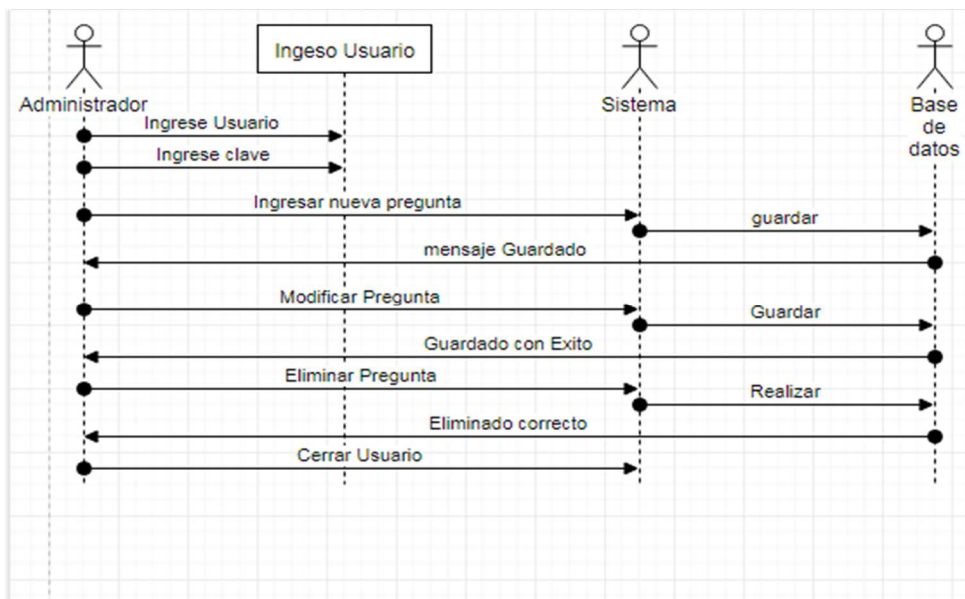 Ingeso Usuario
Administrador
Sistema
Base
de
datos
Ingrese Usuario
Ingrese clave
Ingresar nueva pregunta
guardar
mensaje Guardado
Modificar Pregunta
Guardar
Guardado con Exito
Eliminar Pregunta
Realizar
Eliminado correcto
Cerrar Usuario